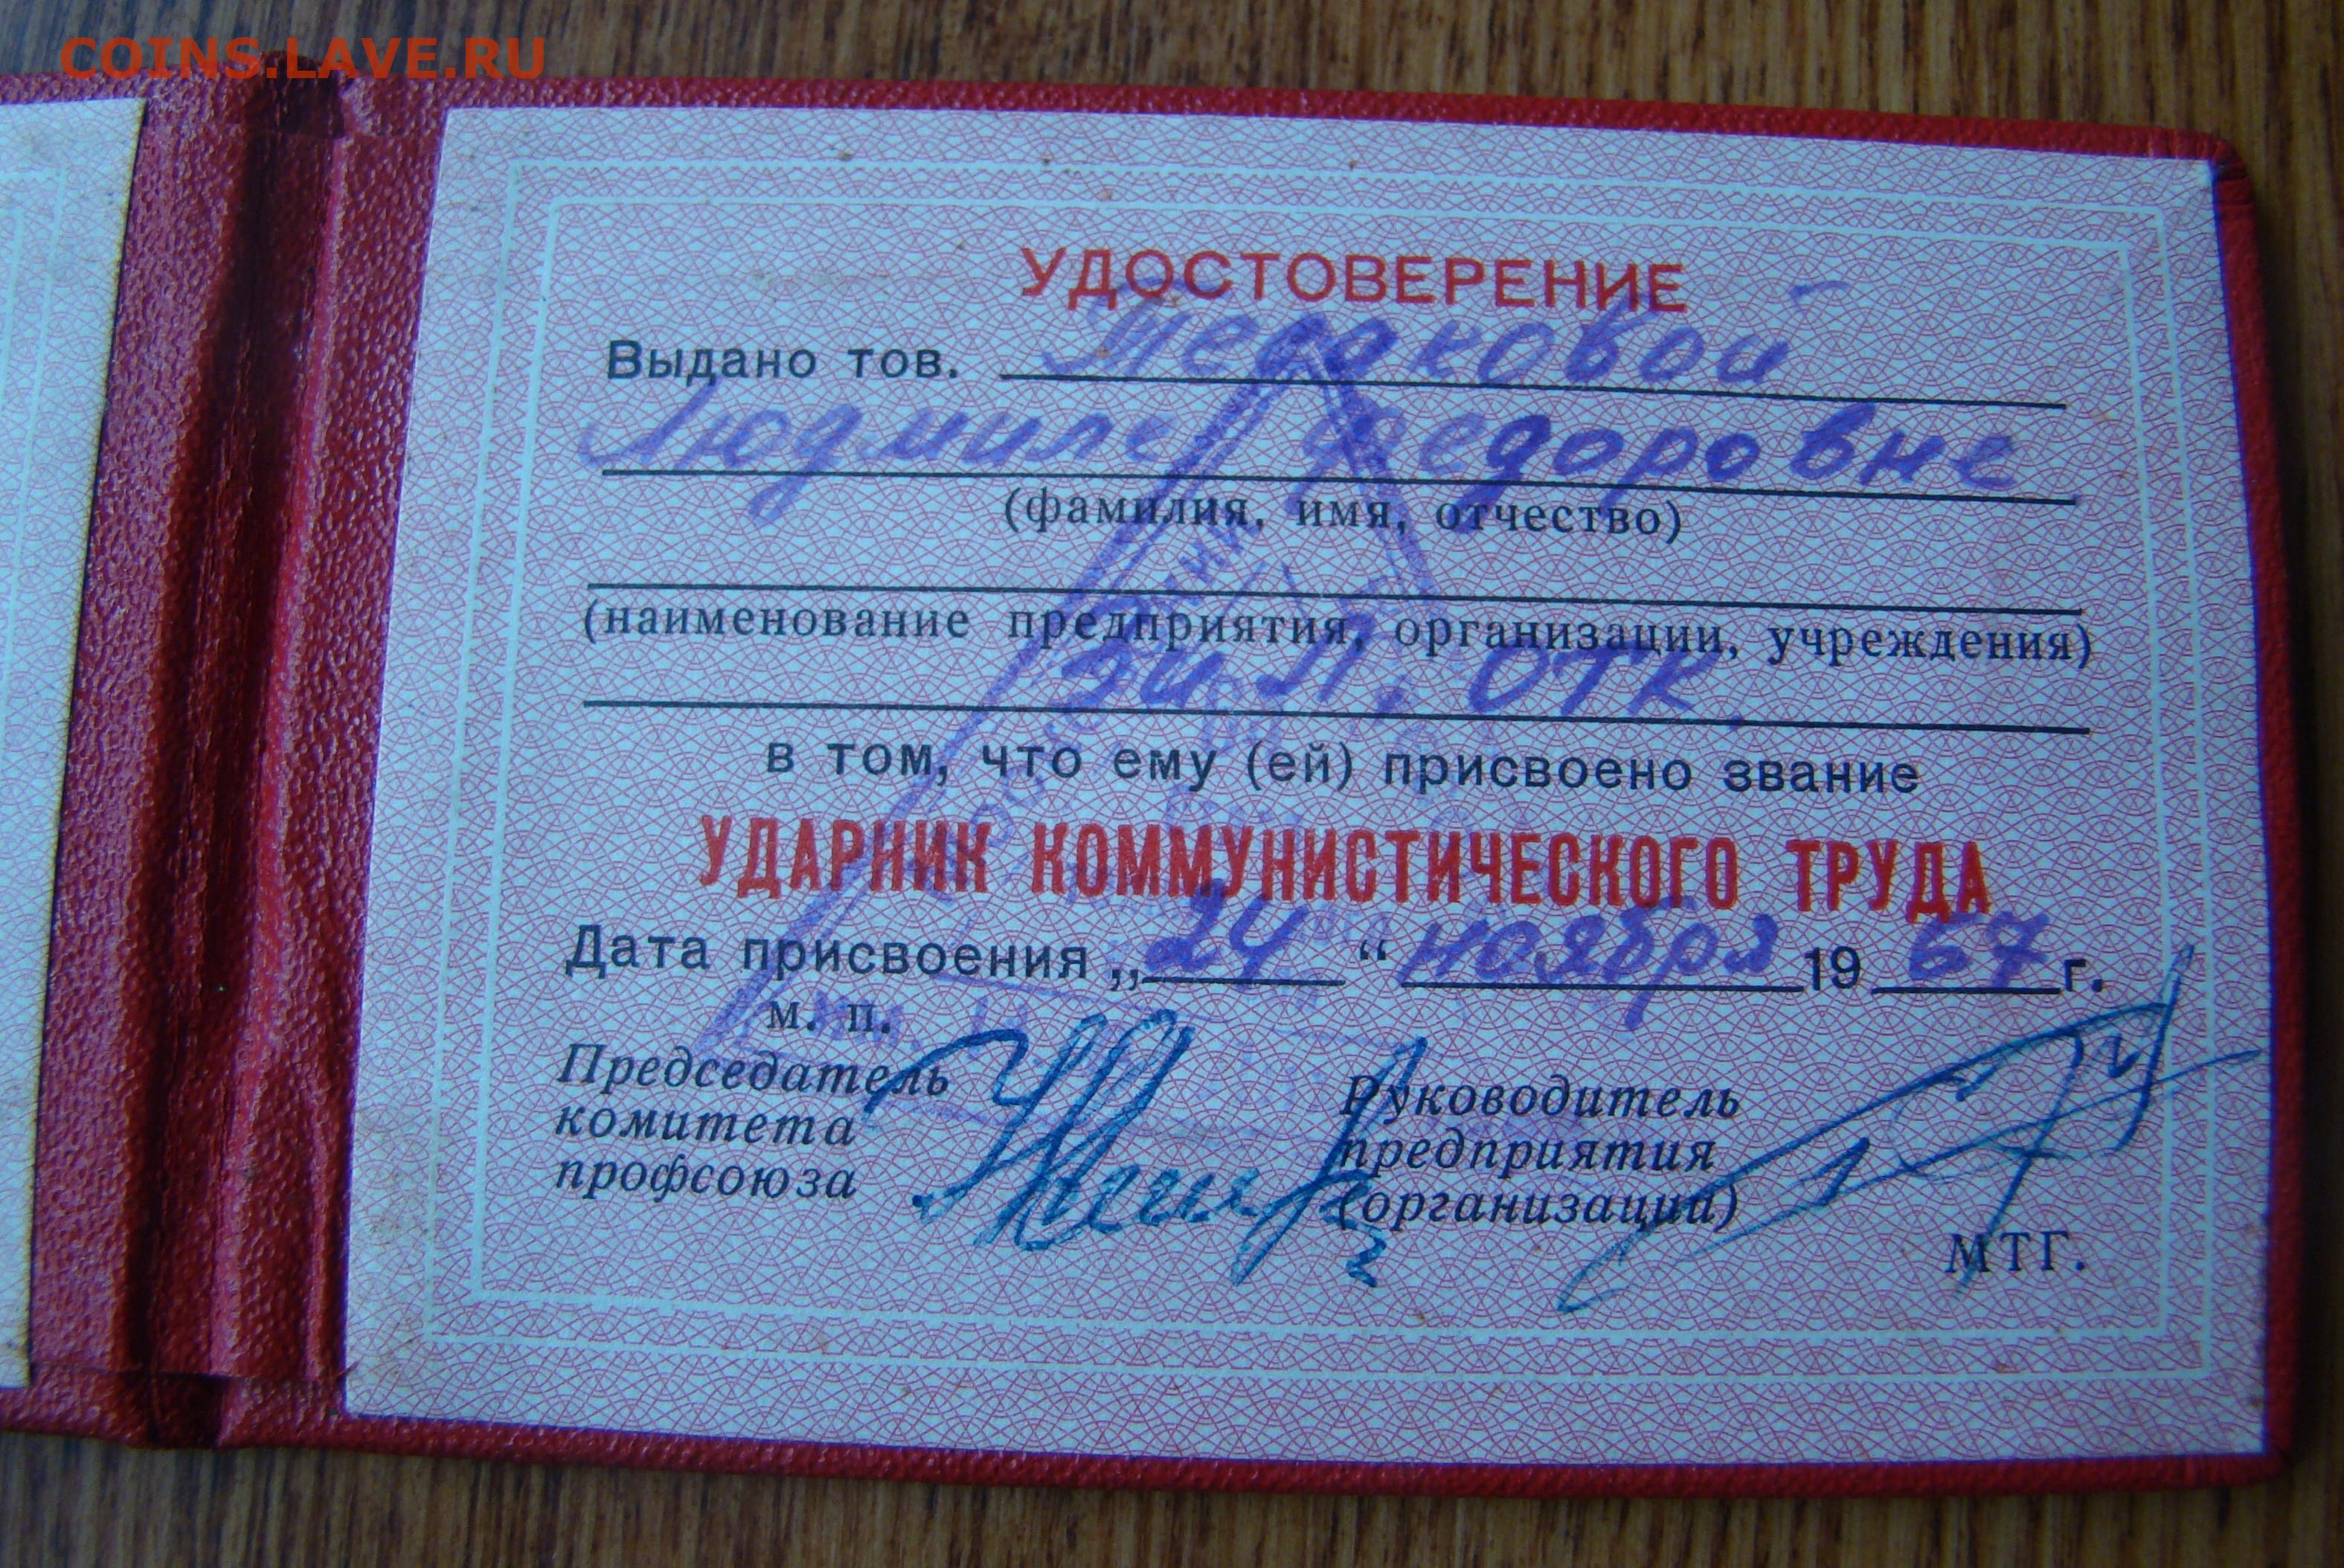 COINS.LAVE.RU
УДОСТОВЕРЕНИЕ
Выдано тов.
Людмиле Федоровне
(фамилия, имя, отчество)
(наименование предприятия, организации, учреждения)
ЗИЛ, ОТК.
в том, что ему (ей) присвоено звание
УДАРНИК КОММУНИСТИЧЕСКОГО ТРУДА
Дата присвоения „24“ ноября 1967 г.
м. п.
Председатель комитета профсоюза
Руководитель предприятия (организации)
МТГ.